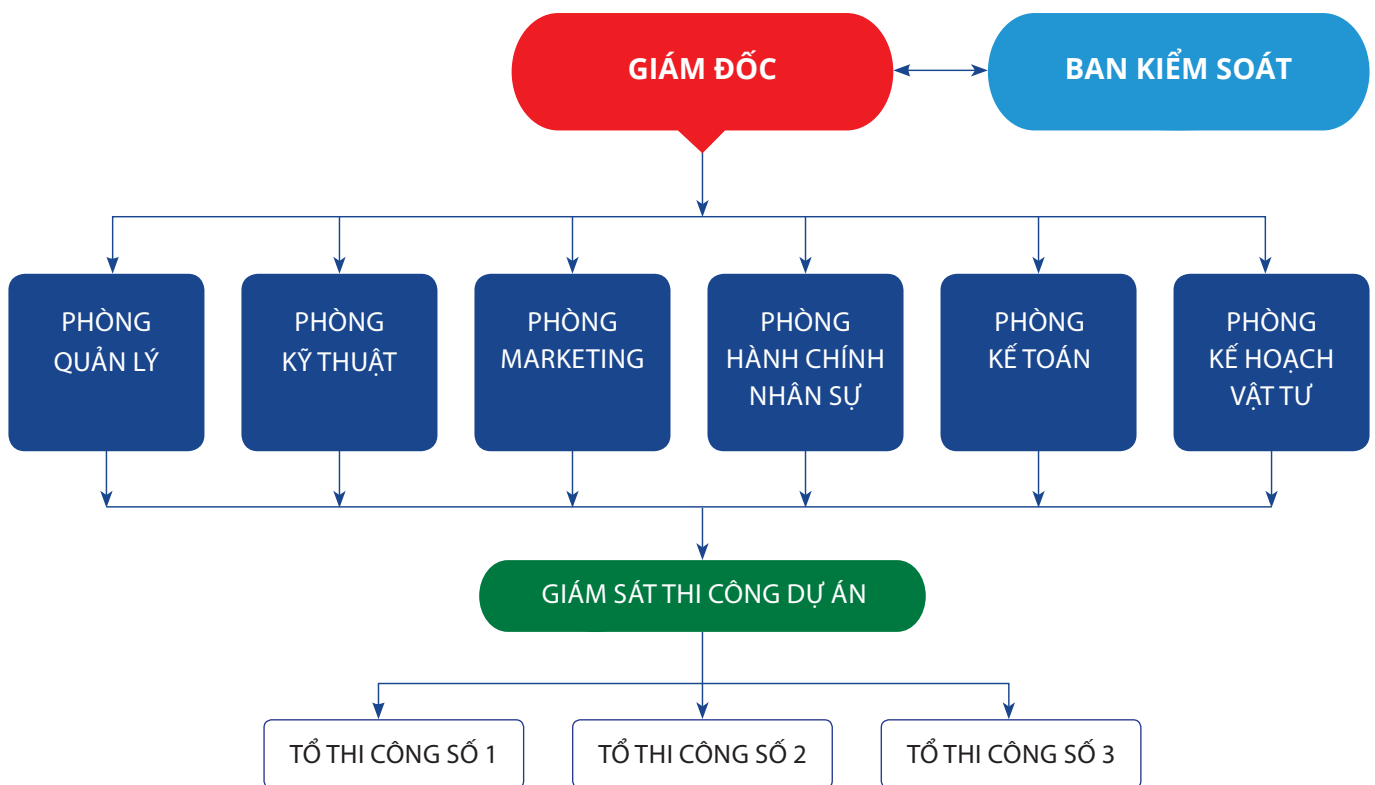 GIÁM ĐỐC
BAN KIỂM SOÁT
PHÒNG
QUẢN LÝ
PHÒNG
KỸ THUẬT
PHÒNG
MARKETING
PHÒNG
HÀNH CHÍNH
NHÂN SỰ
PHÒNG
KẾ TOÁN
PHÒNG
KẾ HOẠCH
VẬT TƯ
GIÁM SÁT THI CÔNG DỰ ÁN
TỔ THI CÔNG SỐ 1
TỔ THI CÔNG SỐ 2
TỔ THI CÔNG SỐ 3